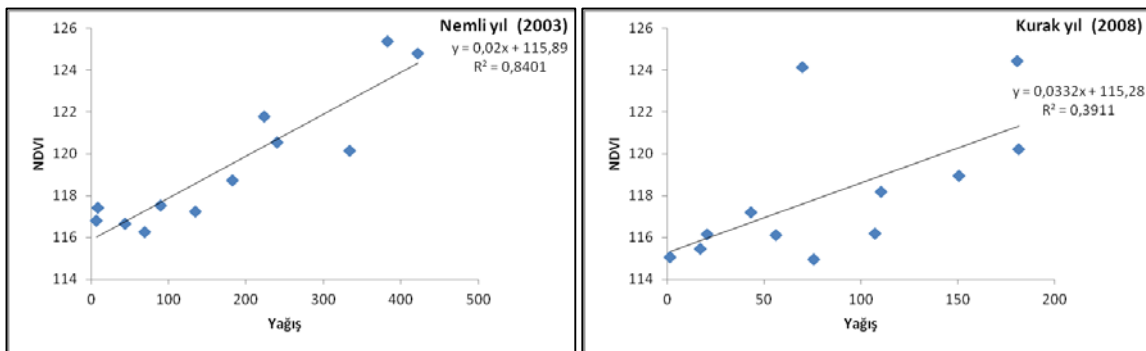 Nemli yıl (2003)
y = 0,02x + 115,89
R² = 0,8401
126
124
122
120
118
116
114
NDVI
0 100 200 300 400 500
Yağış
Kurak yıl (2008)
y = 0,0332x + 115,28
R² = 0,3911
126
124
122
120
118
116
114
NDVI
0 50 100 150 200
Yağış